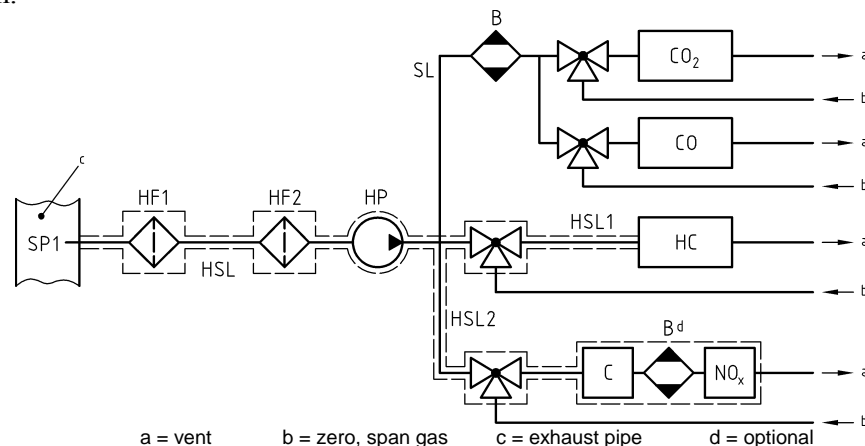 B
SL
CO₂
a
b
c
CO
a
b
HF1
HF2
HP
SP1
HSL
HSL1
HC
a
b
HSL2
Bᵈ
C
NOₓ
a
b
a = vent b = zero, span gas c = exhaust pipe d = optional